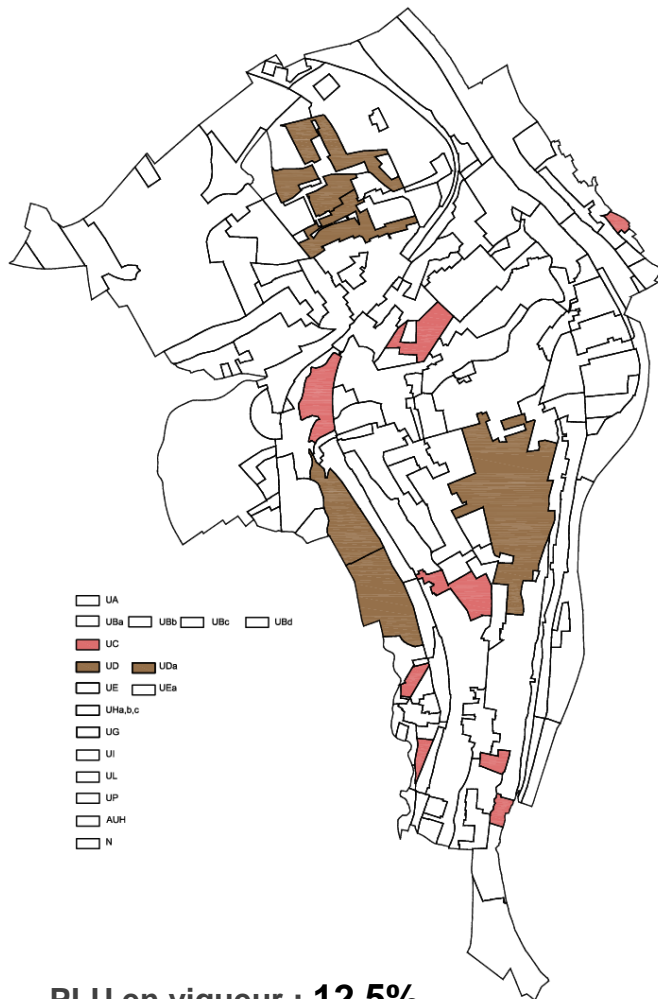 UA
UBa UBb UBc UBd
UC
UD UDa
UE UEa
UHa,b,c
UG
UI
UL
UP
AUH
N
PLU en vigueur : 12,5%